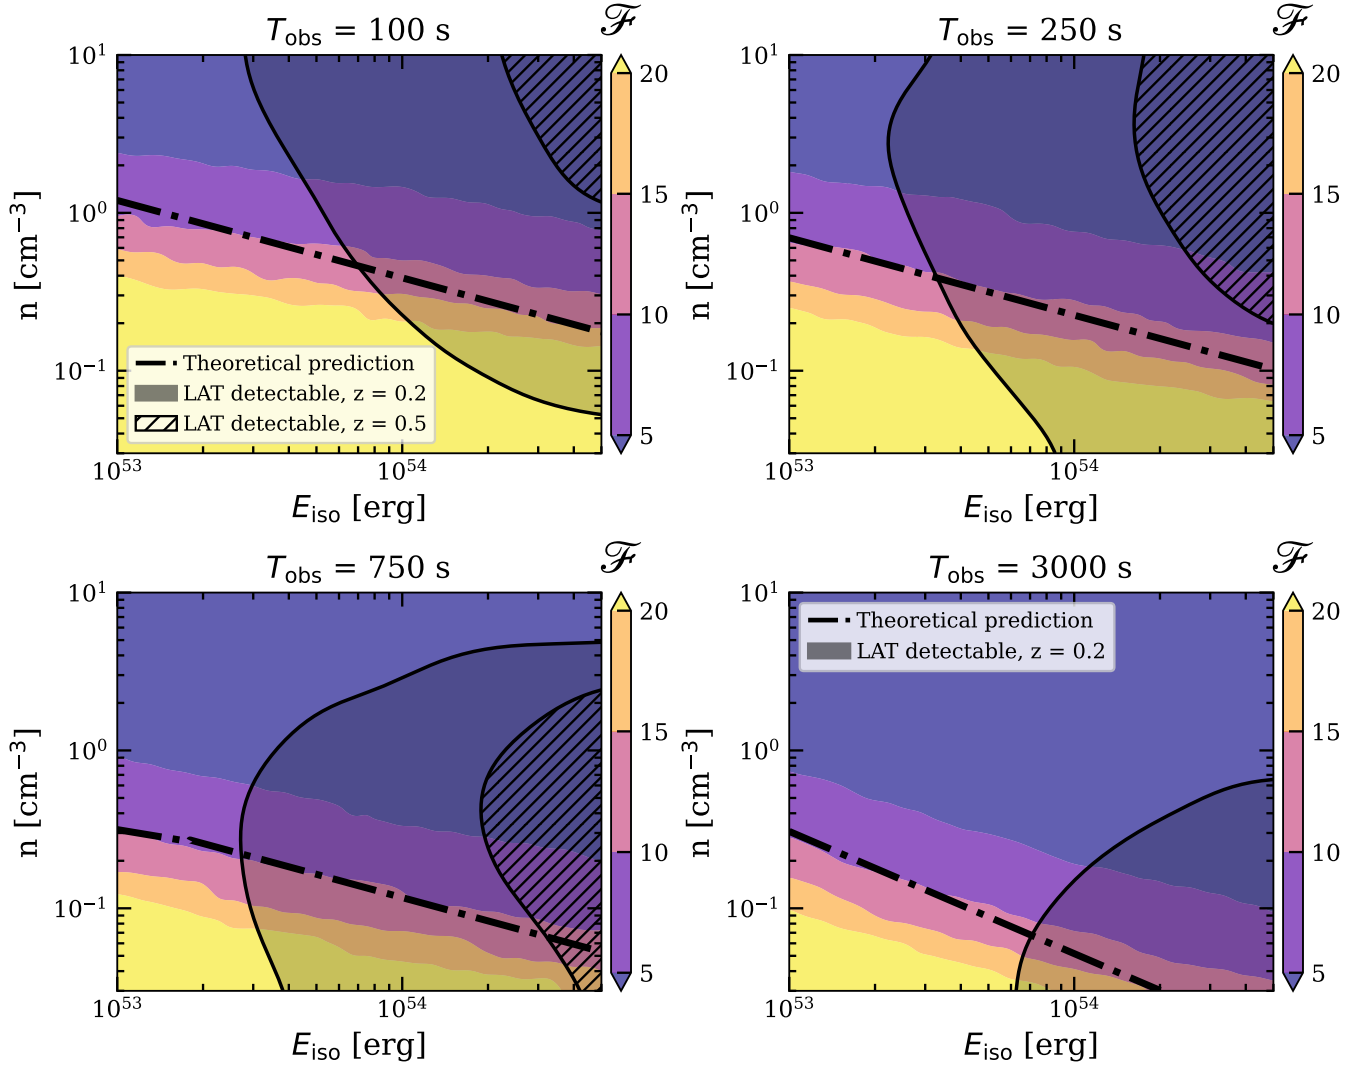 T_obs = 100 s
ℱ
10^1
10^0
10^−1
n [cm^−3]
10^53
10^54
E_iso [erg]
Theoretical prediction
LAT detectable, z = 0.2
LAT detectable, z = 0.5
20
15
10
5
T_obs = 250 s
ℱ
10^1
10^0
10^−1
n [cm^−3]
10^53
10^54
E_iso [erg]
20
15
10
5
T_obs = 750 s
ℱ
10^1
10^0
10^−1
n [cm^−3]
10^53
10^54
E_iso [erg]
20
15
10
5
T_obs = 3000 s
ℱ
10^1
10^0
10^−1
n [cm^−3]
10^53
10^54
E_iso [erg]
Theoretical prediction
LAT detectable, z = 0.2
20
15
10
5